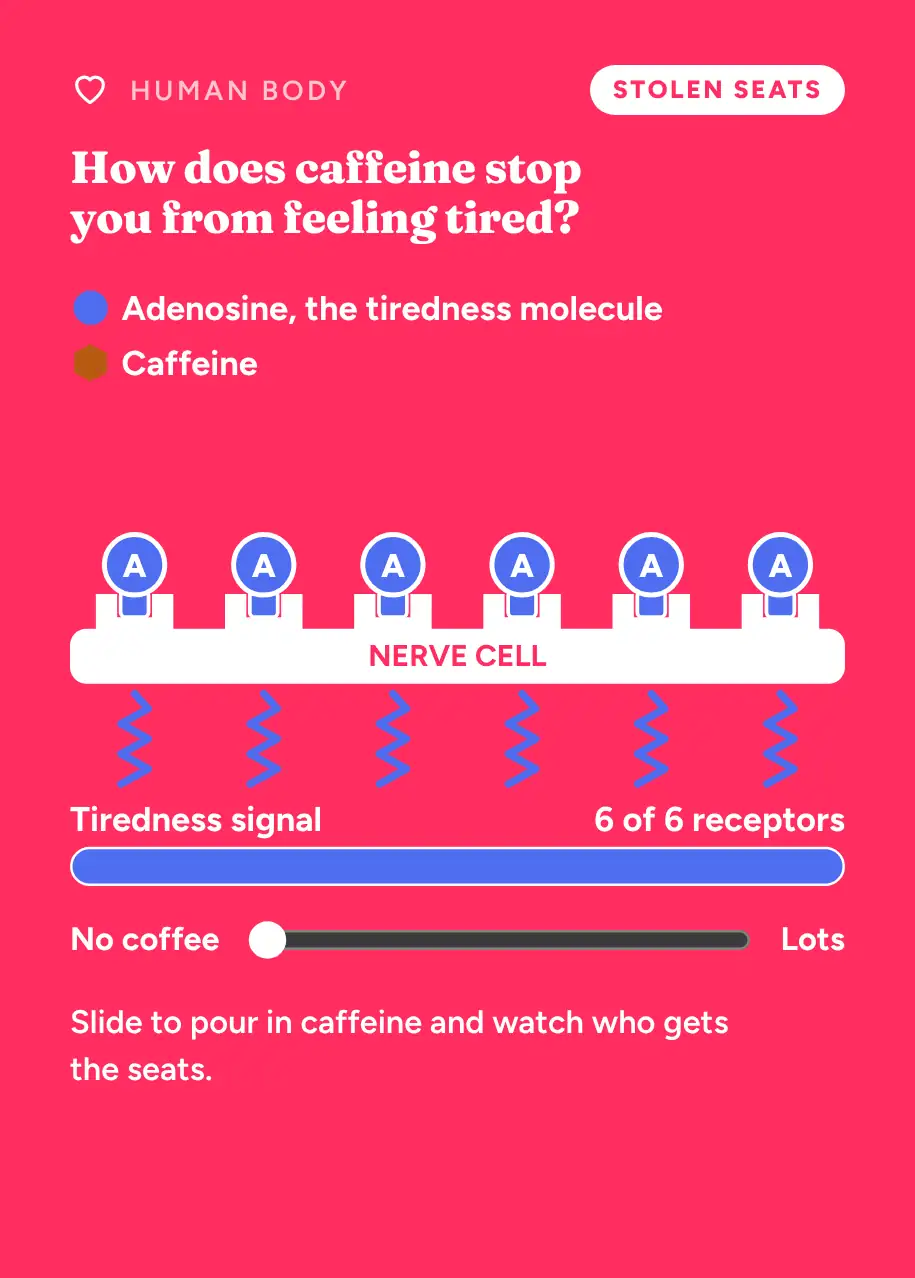 HUMAN BODY
STOLEN SEATS
How does caffeine stop
you from feeling tired?
Adenosine, the tiredness molecule
Caffeine
A A A A A A
NERVE CELL
Tiredness signal
6 of 6 receptors
No coffee
Lots
Slide to pour in caffeine and watch who gets
the seats.